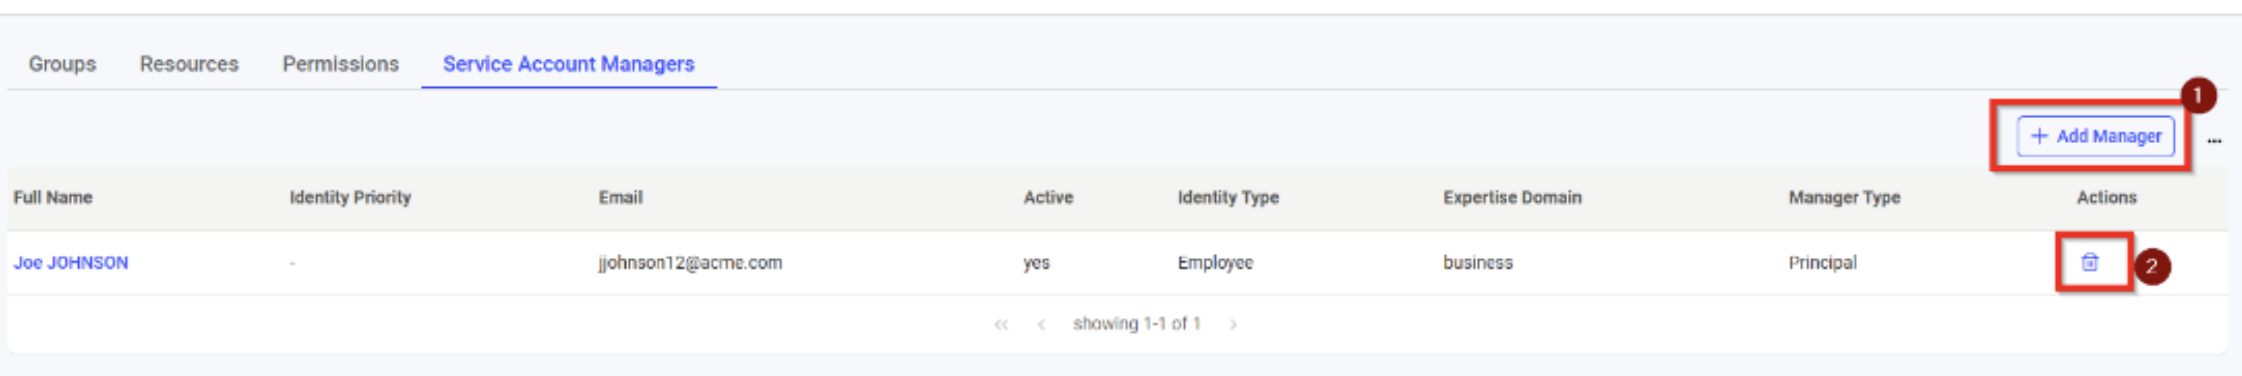 Groups Resources Permissions Service Account Managers
1
+ Add Manager ...
Full Name Identity Priority Email Active Identity Type Expertise Domain Manager Type Actions
Joe JOHNSON - jjohnson12@acme.com yes Employee business Principal 2
<< < showing 1-1 of 1 >